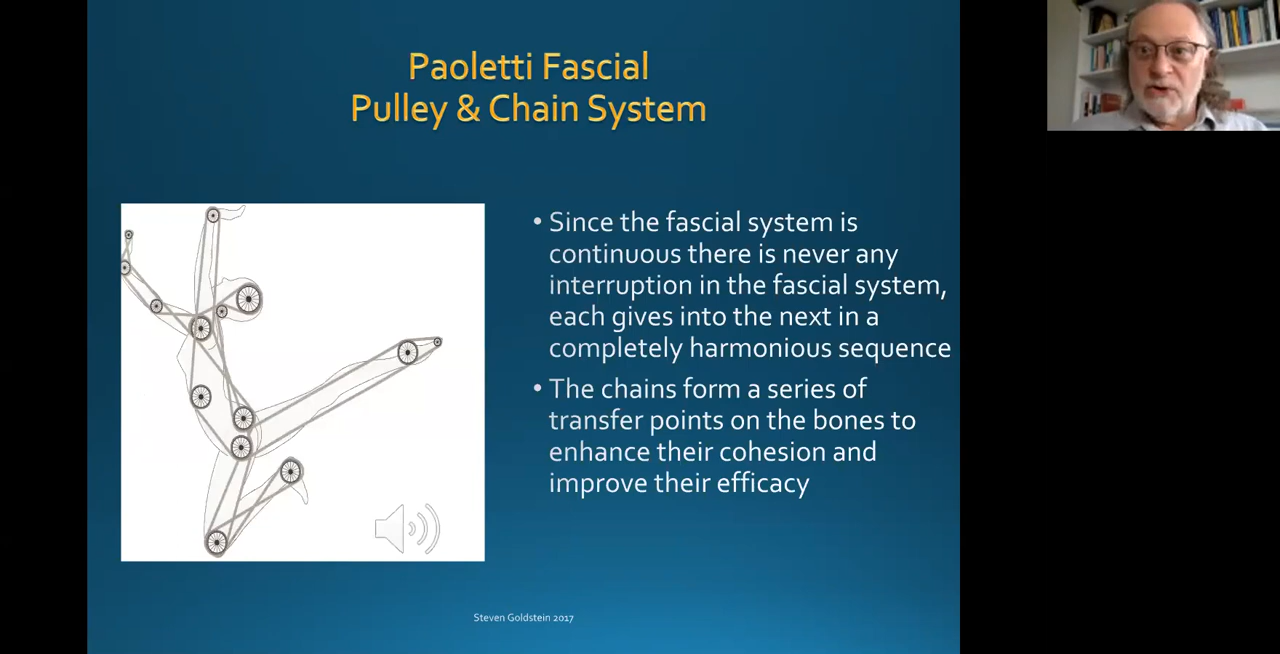 Paoletti Fascial
Pulley & Chain System
• Since the fascial system is
continuous there is never any
interruption in the fascial system,
each gives into the next in a
completely harmonious sequence
• The chains form a series of
transfer points on the bones to
enhance their cohesion and
improve their efficacy
Steven Goldstein 2017